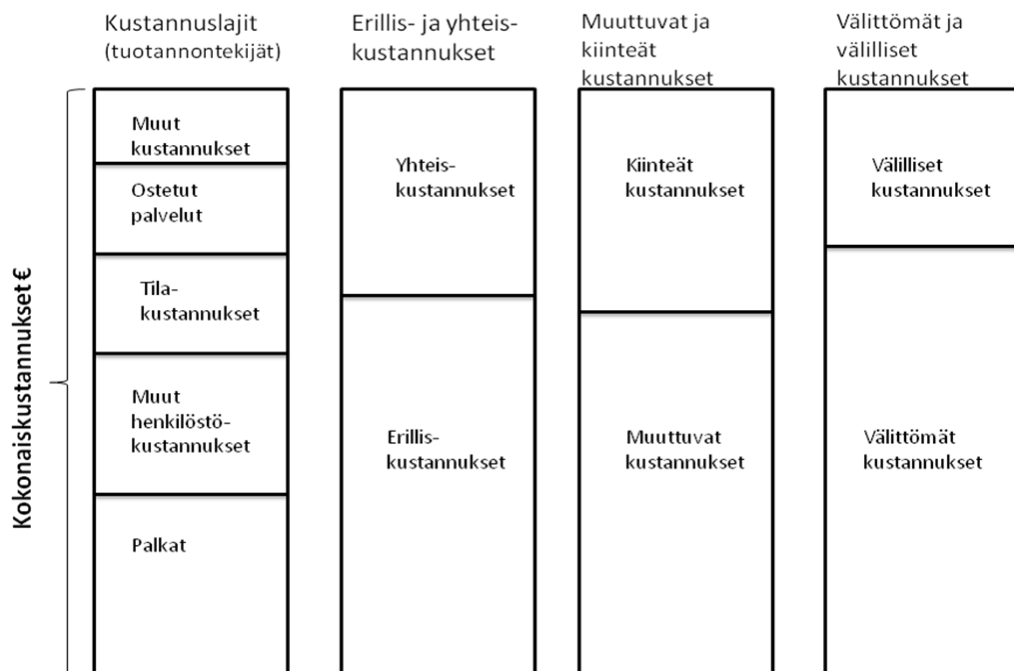 Kustannuslajit
(tuotannontekijät)
Erillis- ja yhteis-
kustannukset
Muuttuvat ja
kiinteät
kustannukset
Välittömät ja
välilliset
kustannukset
Kokonaiskustannukset €
Muut
kustannukset
Ostetut
palvelut
Tila-
kustannukset
Muut
henkilöstö-
kustannukset
Palkat
Yhteis-
kustannukset
Erillis-
kustannukset
Kiinteät
kustannukset
Muuttuvat
kustannukset
Välilliset
kustannukset
Välittömät
kustannukset